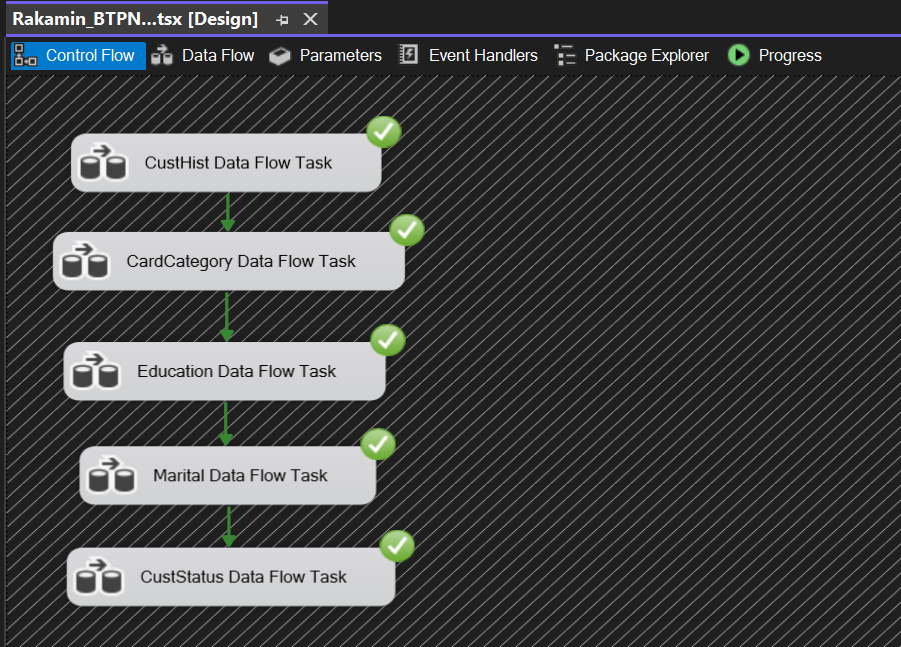 Rakamin_BTPN...tsx [Design]
Control Flow Data Flow Parameters Event Handlers Package Explorer Progress
CustHist Data Flow Task
CardCategory Data Flow Task
Education Data Flow Task
Marital Data Flow Task
CustStatus Data Flow Task